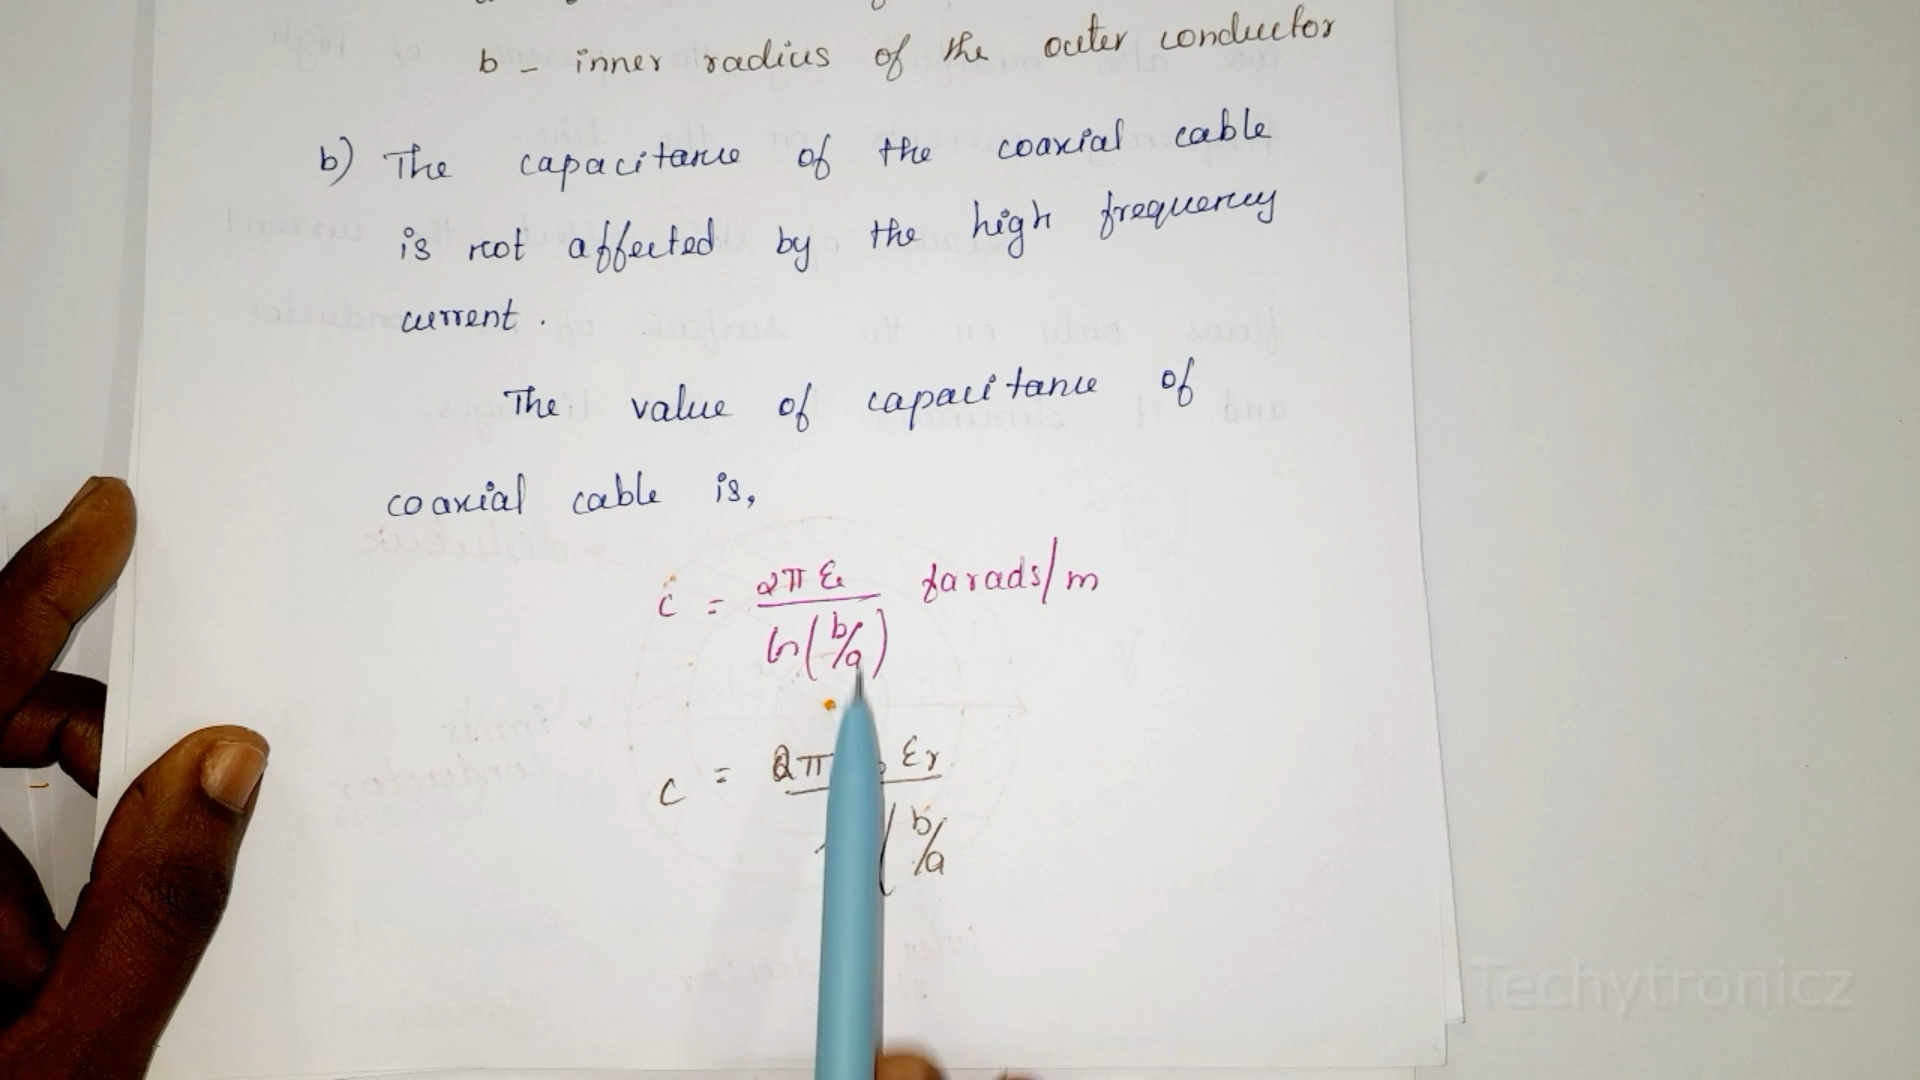 b - inner radius of the outer conductor
b) The capacitance of the coaxial cable
is not affected by the high frequency
current.
The value of capacitance of
coaxial cable is,
C = 2πε / ln(b/a) farads/m
C = 2π εr
(b/a
Techytronicz